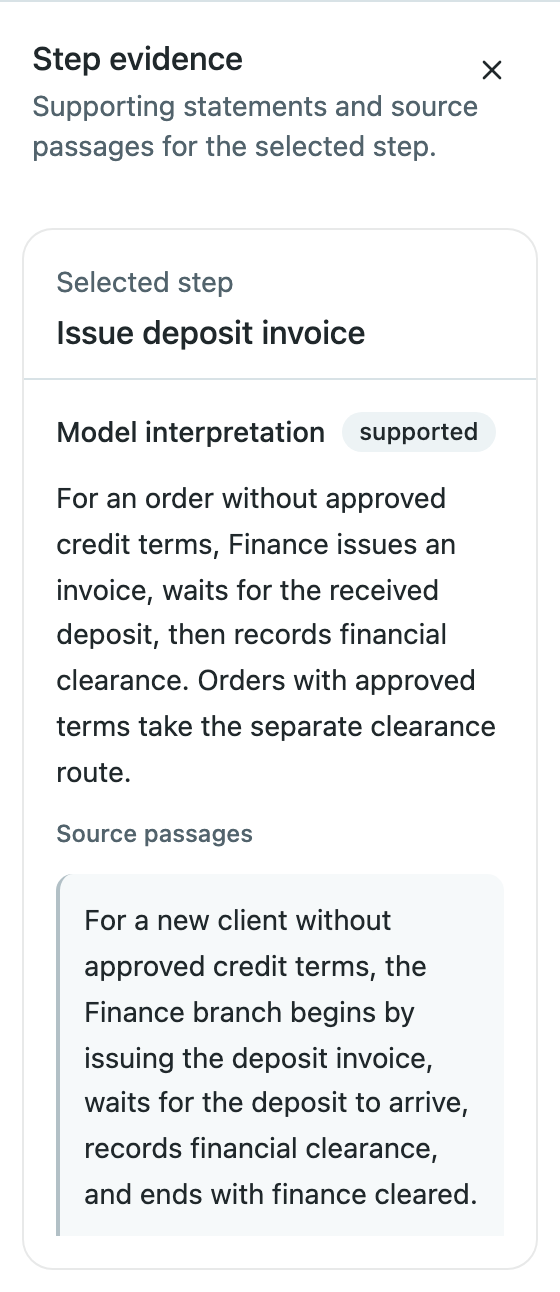 Step evidence
Supporting statements and source
passages for the selected step.
Selected step
Issue deposit invoice
Model interpretation supported
For an order without approved
credit terms, Finance issues an
invoice, waits for the received
deposit, then records financial
clearance. Orders with approved
terms take the separate clearance
route.
Source passages
For a new client without
approved credit terms, the
Finance branch begins by
issuing the deposit invoice,
waits for the deposit to arrive,
records financial clearance,
and ends with finance cleared.